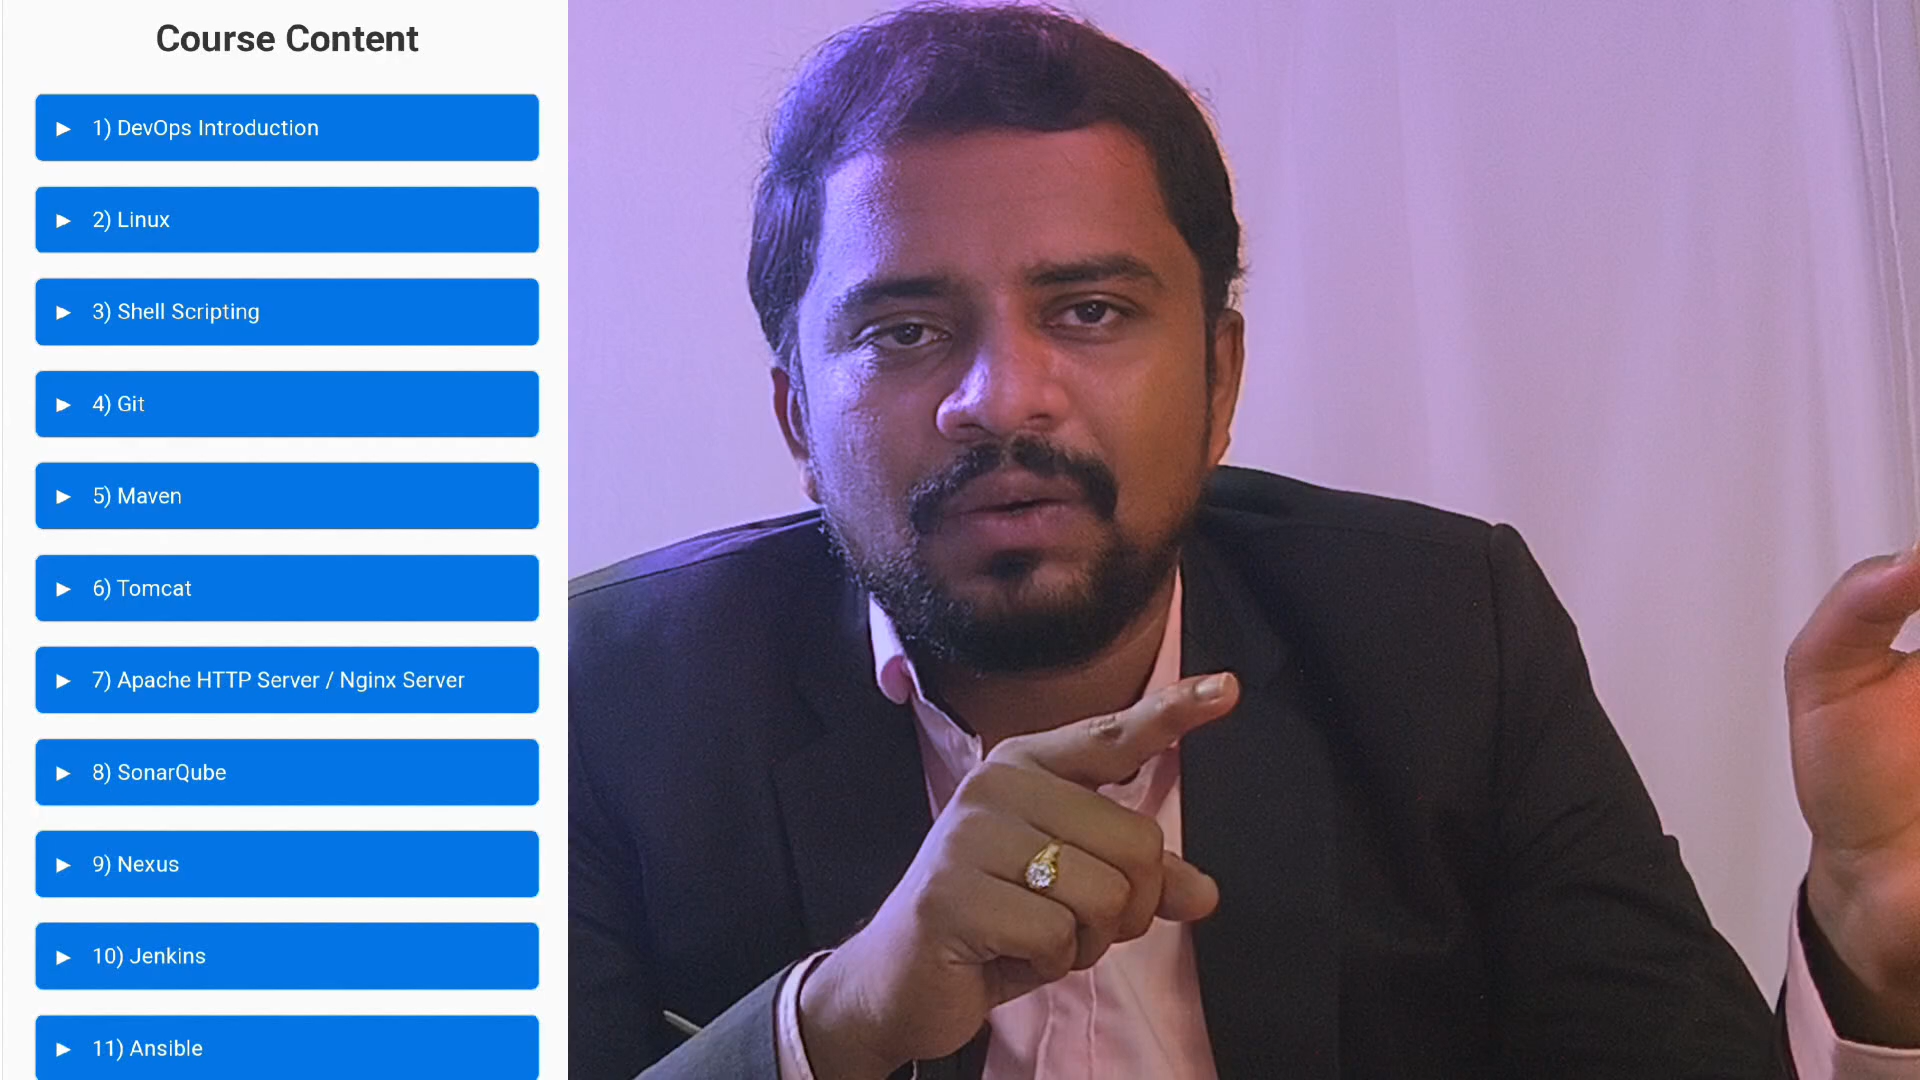 Course Content
▶ 1) DevOps Introduction
▶ 2) Linux
▶ 3) Shell Scripting
▶ 4) Git
▶ 5) Maven
▶ 6) Tomcat
▶ 7) Apache HTTP Server / Nginx Server
▶ 8) SonarQube
▶ 9) Nexus
▶ 10) Jenkins
▶ 11) Ansible